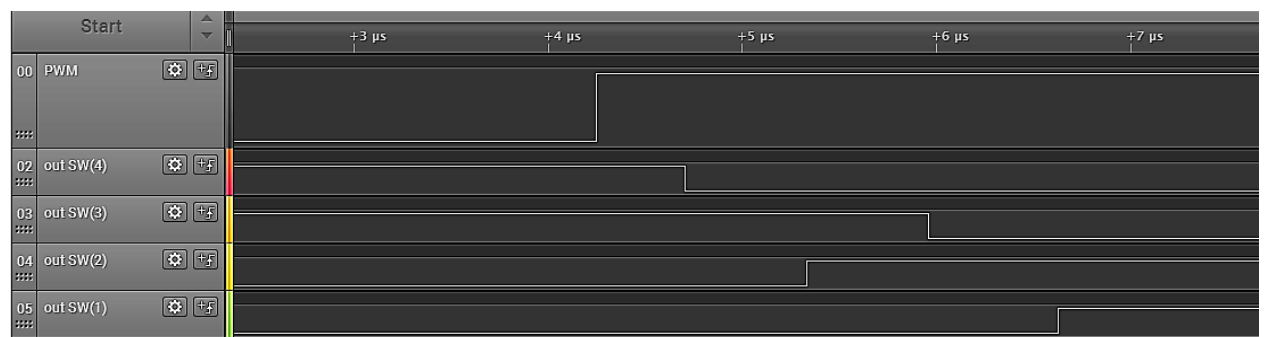 Start
+3 µs +4 µs +5 µs +6 µs +7 µs
00 PWM
02 out SW(4)
03 out SW(3)
04 out SW(2)
05 out SW(1)